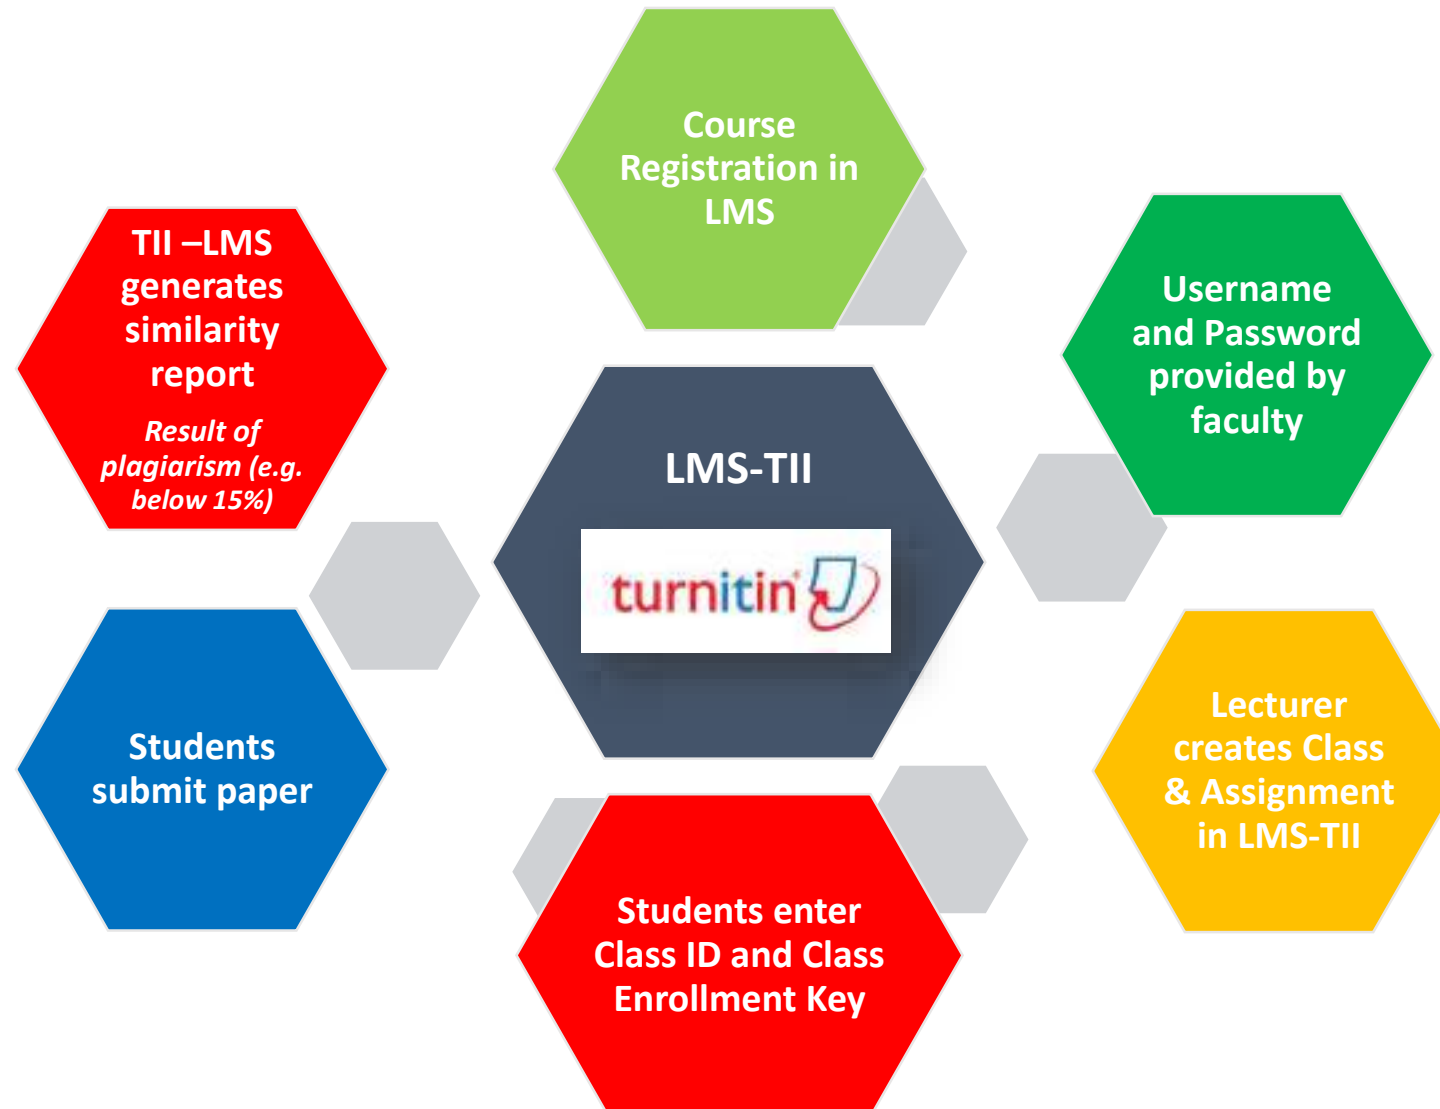 Course
Registration in
LMS
Username
and Password
provided by
faculty
Lecturer
creates Class
& Assignment
in LMS-TII
Students enter
Class ID and Class
Enrollment Key
Students
submit paper
TII –LMS
generates
similarity
report
Result of
plagiarism (e.g.
below 15%)
LMS-TII
turnitin